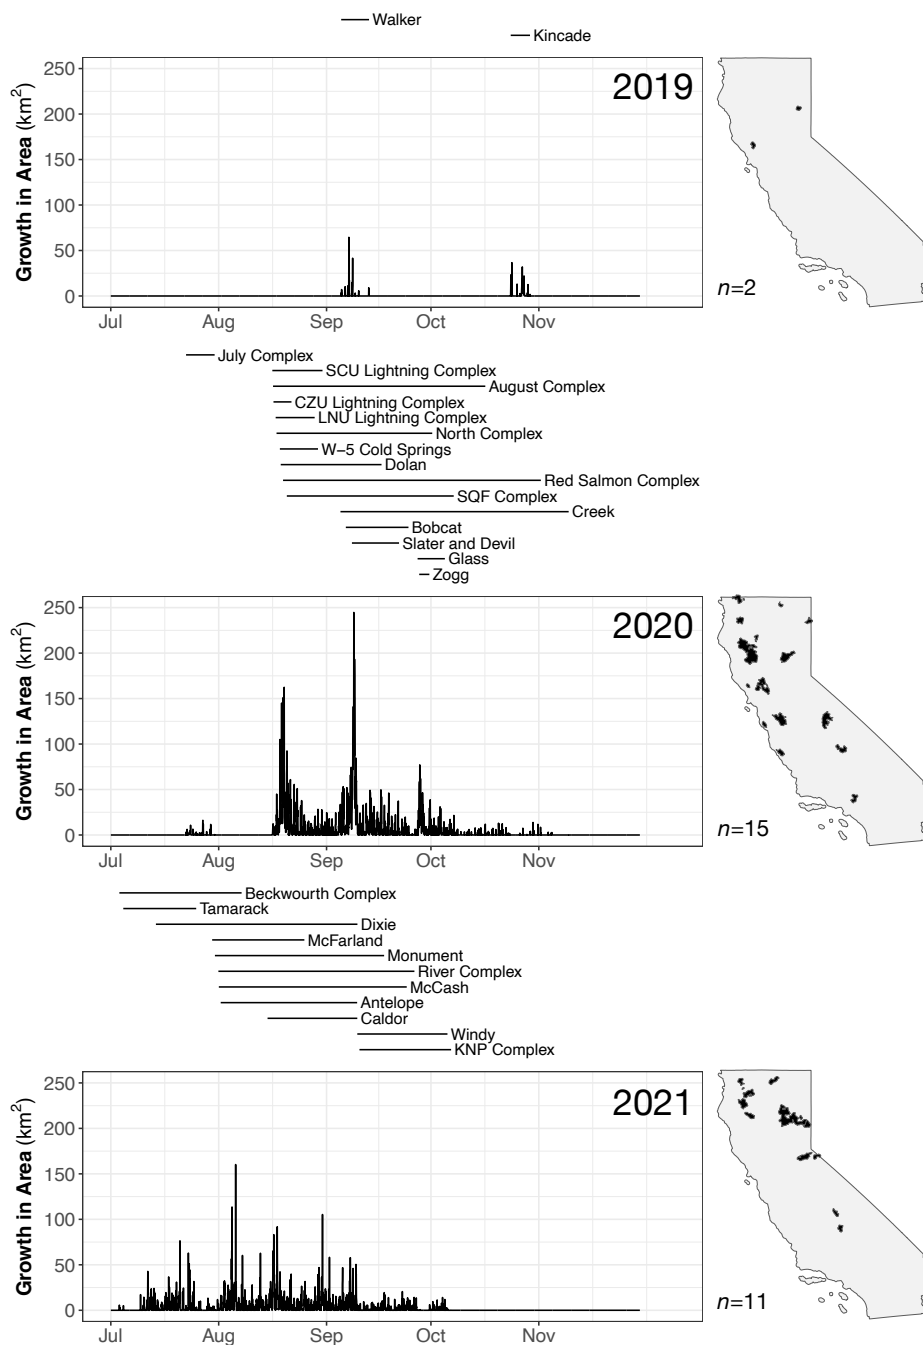 Walker
Kincade
2019
Growth in Area (km²)
250
200
150
100
50
0
Jul Aug Sep Oct Nov
n=2
July Complex
SCU Lightning Complex
August Complex
CZU Lightning Complex
LNU Lightning Complex
North Complex
W−5 Cold Springs
Dolan
Red Salmon Complex
SQF Complex
Creek
Bobcat
Slater and Devil
Glass
Zogg
2020
Growth in Area (km²)
250
200
150
100
50
0
Jul Aug Sep Oct Nov
n=15
Beckwourth Complex
Tamarack
Dixie
McFarland
Monument
River Complex
McCash
Antelope
Caldor
Windy
KNP Complex
2021
Growth in Area (km²)
250
200
150
100
50
0
Jul Aug Sep Oct Nov
n=11